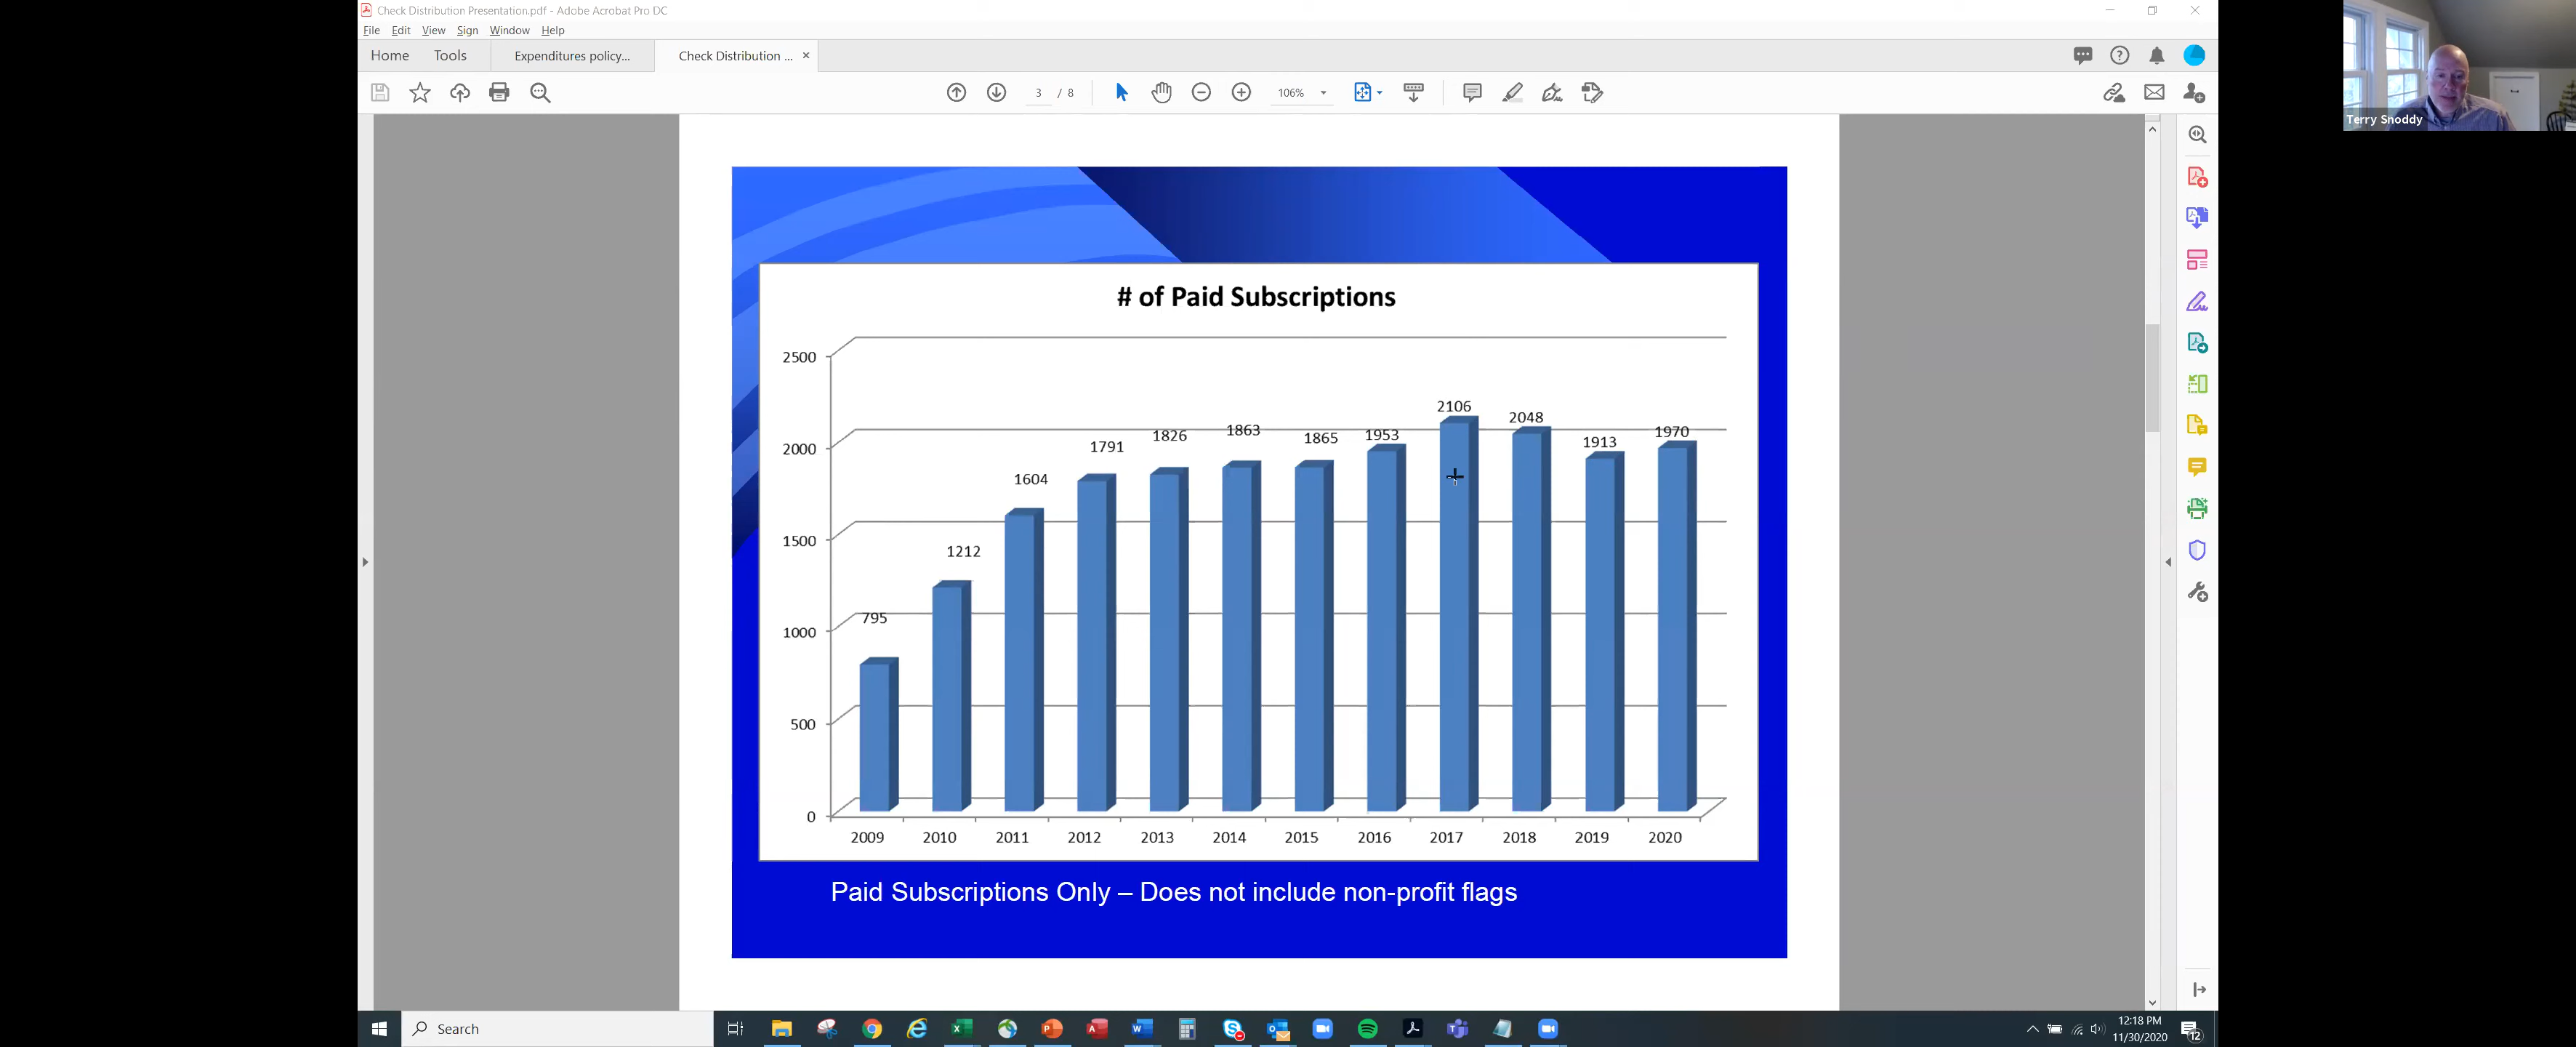 Check Distribution Presentation.pdf - Adobe Acrobat Pro DC
File Edit View Sign Window Help
Home Tools Expenditures policy... Check Distribution ... ×
3 / 8 106%
Terry Snoddy
# of Paid Subscriptions
2500
2000
1500
1000
500
0
795
1212
1604
1791
1826
1863
1865
1953
2106
2048
1913
1970
2009 2010 2011 2012 2013 2014 2015 2016 2017 2018 2019 2020
Paid Subscriptions Only – Does not include non-profit flags
Search
12:18 PM
11/30/2020
12